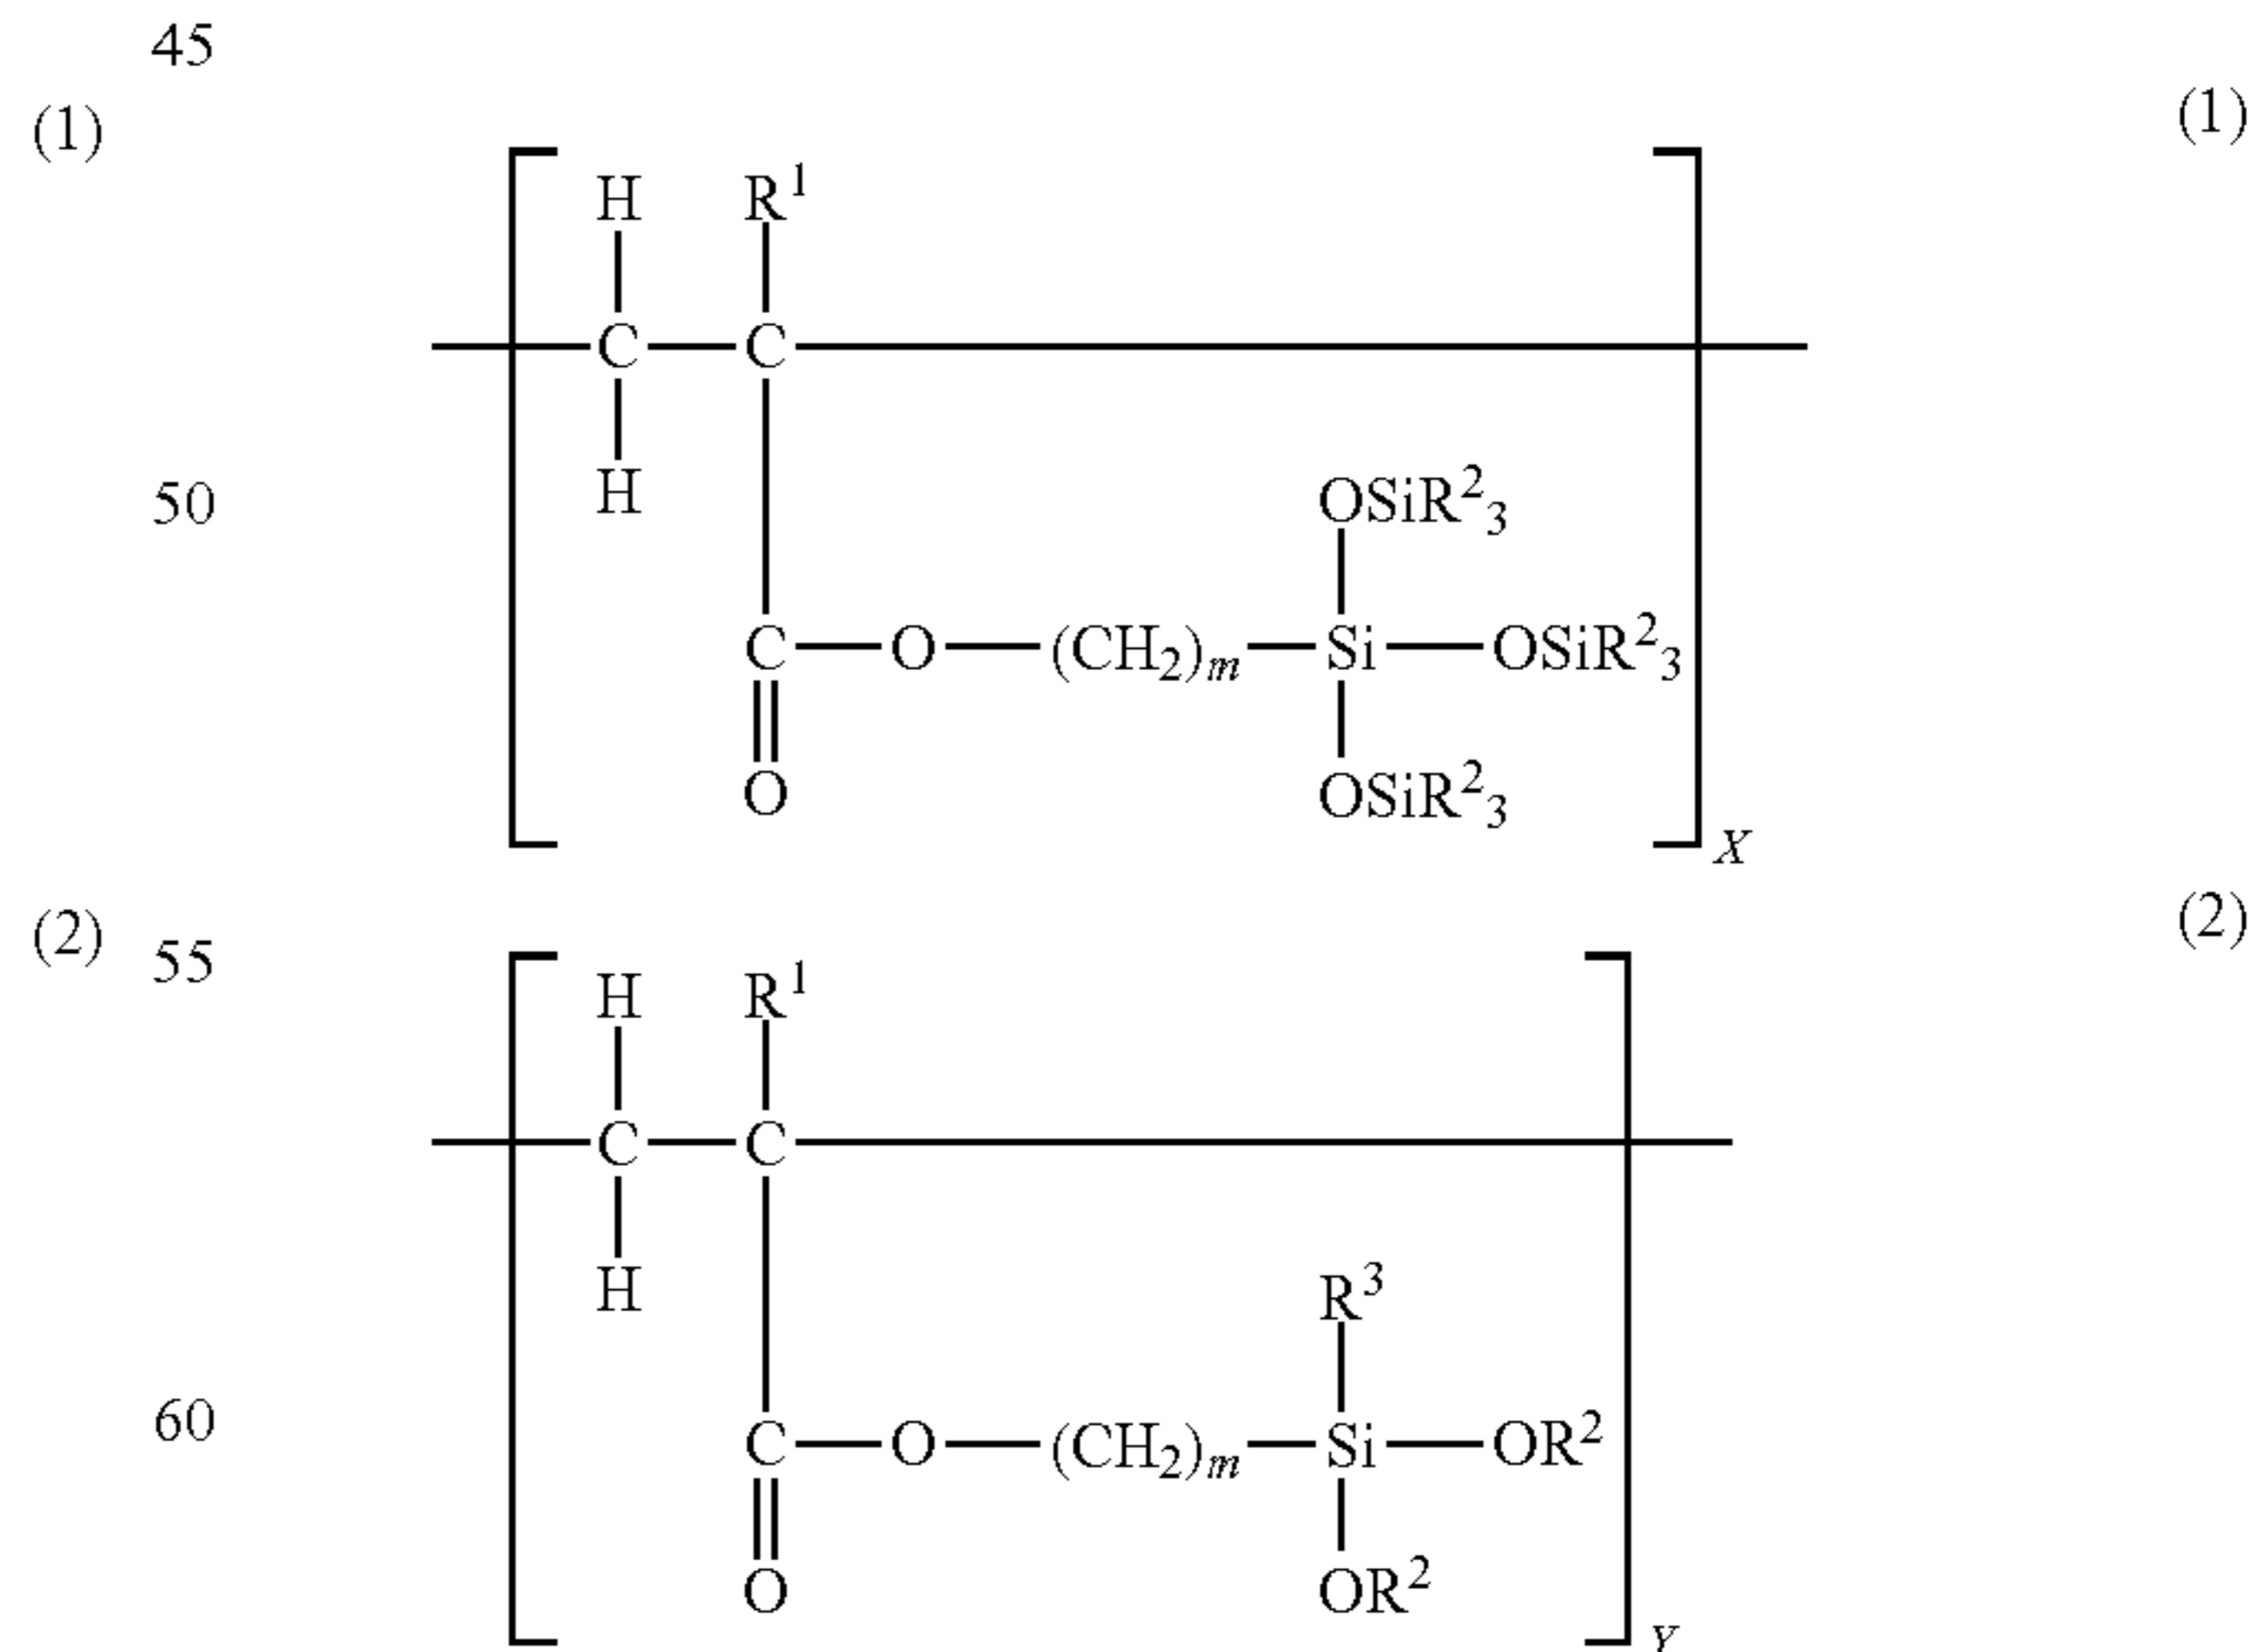 45
(1) (1)
H R¹
C C
50 H OSiR²₃
C O (CH₂)ₘ Si OSiR²₃
O OSiR²₃
X
(2) 55 (2)
H R¹
C C
H R³
60 C O (CH₂)ₘ Si OR²
O OR²
Y